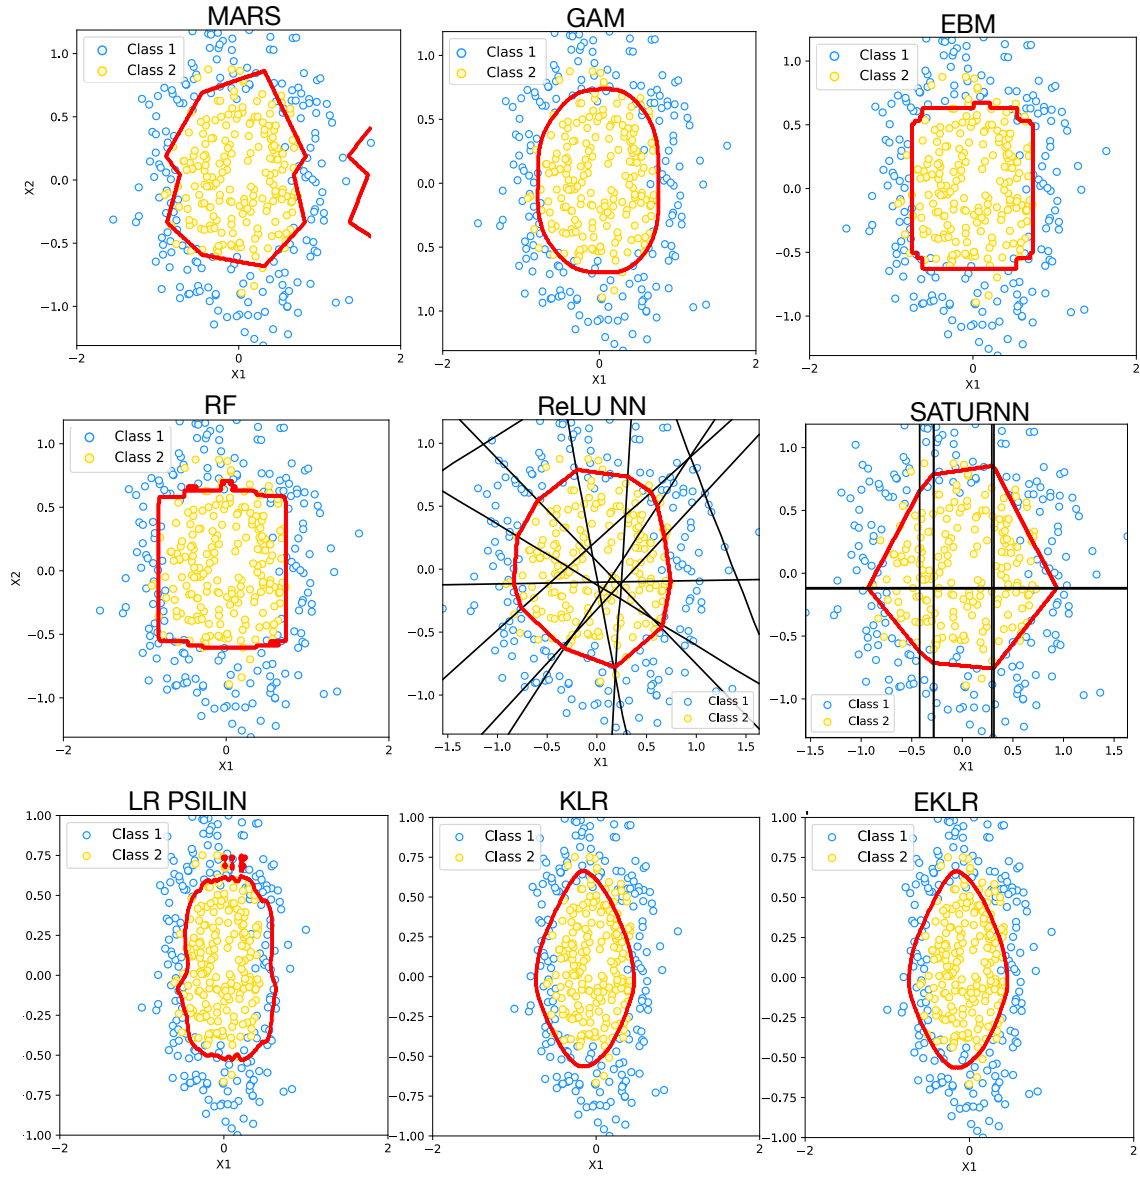 MARS
GAM
EBM
Class 1
Class 2
1.0
0.5
0.0
−0.5
−1.0
X2
−2
0
2
X1
Class 1
Class 2
1.0
0.5
0.0
0.5
1.0
−2
0
2
X1
Class 1
Class 2
1.0
0.5
0.0
−0.5
−1.0
−2
0
2
X1
RF
ReLU NN
SATURNN
Class 1
Class 2
1.0
0.5
0.0
−0.5
−1.0
X2
−2
0
2
X1
1.0
0.5
0.0
−0.5
−1.0
Class 1
Class 2
−1.5
−1.0
−0.5
0.0
0.5
1.0
1.5
X1
1.0
0.5
0.0
−0.5
−1.0
Class 1
Class 2
−1.5
−1.0
−0.5
0.0
0.5
1.0
1.5
X1
LR PSILIN
KLR
EKLR
1.00
0.75
0.50
0.25
0.00
−0.25
−0.50
−0.75
−1.00
Class 1
Class 2
−2
0
2
X1
1.00
0.75
0.50
0.25
0.00
−0.25
−0.50
−0.75
−1.00
Class 1
Class 2
−2
0
2
X1
1.00
0.75
0.50
0.25
0.00
−0.25
−0.50
−0.75
−1.00
Class 1
Class 2
−2
0
2
X1